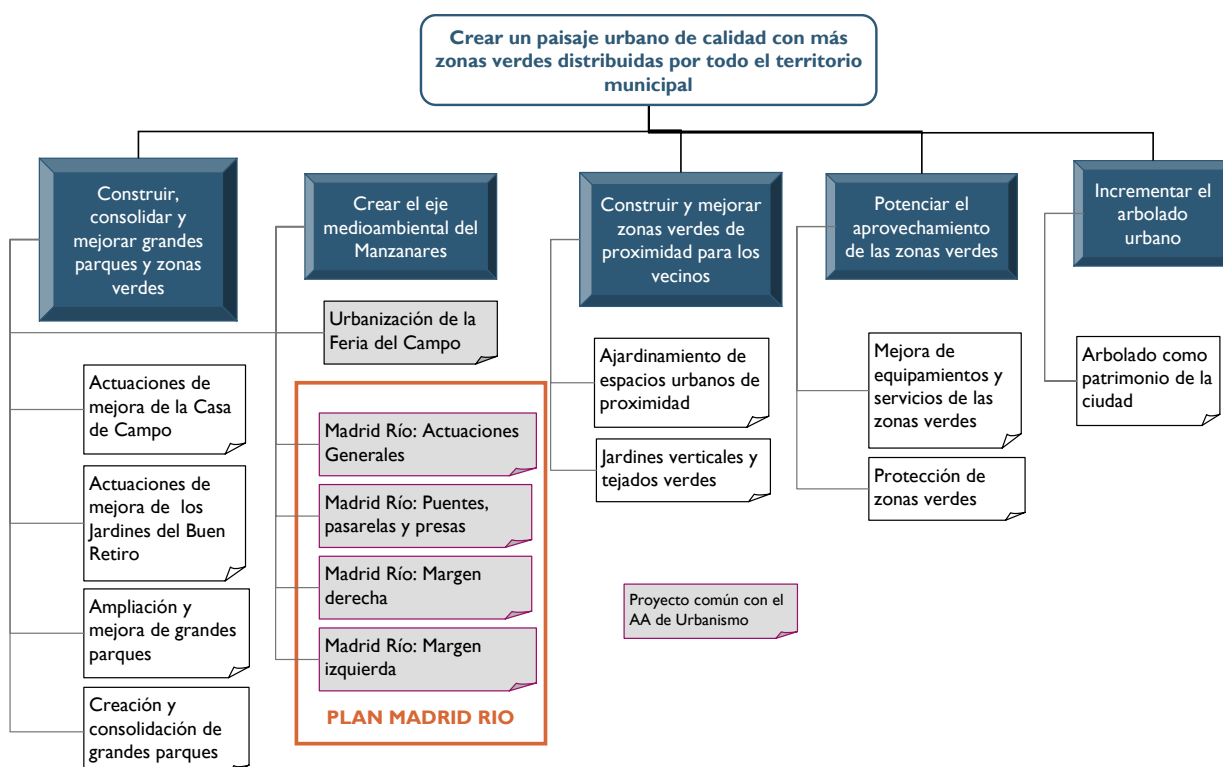 Crear un paisaje urbano de calidad con más
zonas verdes distribuidas por todo el territorio
municipal
Construir,
consolidar y
mejorar grandes
parques y zonas
verdes
Crear el eje
medioambiental del
Manzanares
Construir y mejorar
zonas verdes de
proximidad para los
vecinos
Potenciar el
aprovechamiento
de las zonas verdes
Incrementar el
arbolado
urbano
Urbanización de la
Feria del Campo
Actuaciones de
mejora de la Casa
de Campo
Actuaciones de
mejora de los
Jardines del Buen
Retiro
Ampliación y
mejora de grandes
parques
Creación y
consolidación de
grandes parques
Madrid Río: Actuaciones
Generales
Madrid Río: Puentes,
pasarelas y presas
Madrid Río: Margen
derecha
Madrid Río: Margen
izquierda
PLAN MADRID RIO
Ajardinamiento de
espacios urbanos de
proximidad
Jardines verticales y
tejados verdes
Proyecto común con el
AA de Urbanismo
Mejora de
equipamientos y
servicios de las
zonas verdes
Protección de
zonas verdes
Arbolado como
patrimonio de la
ciudad